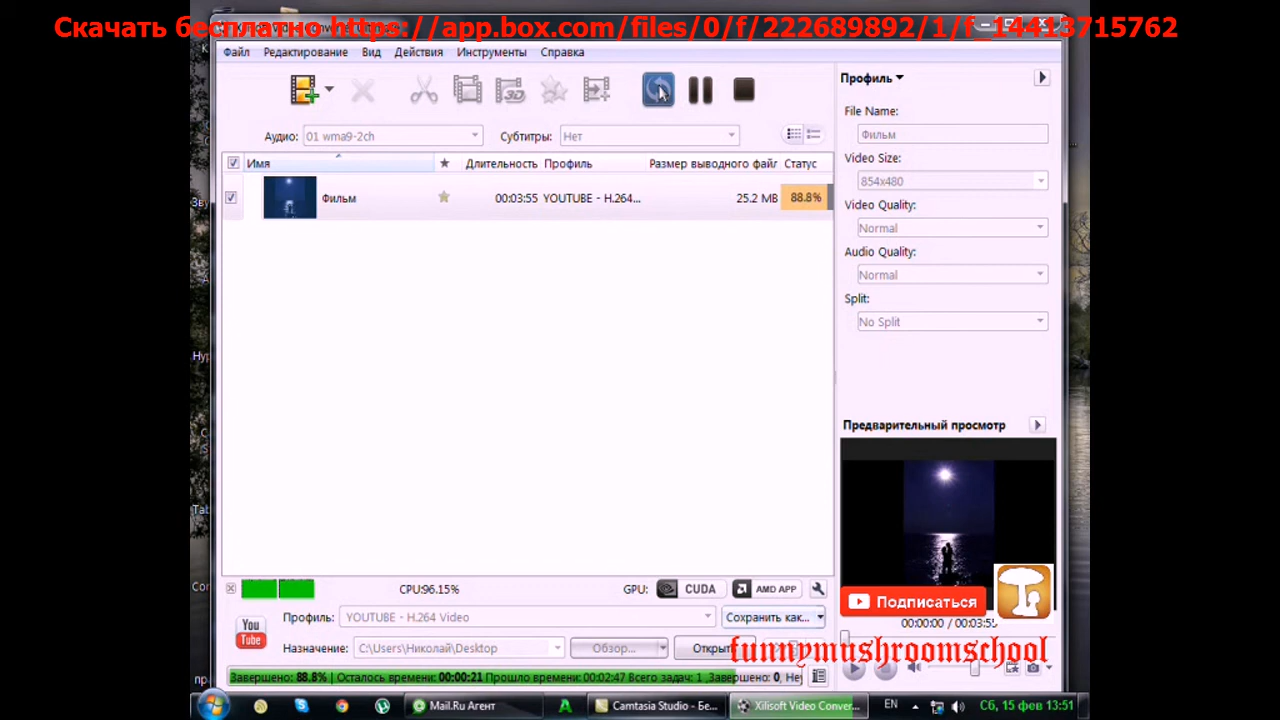 Скачать бесплатно https://app.box.com/files/0/f/222689892/1/f_14413715762
Файл Редактирование Вид Действия Инструменты Справка
Аудио: 01 wma9-2ch Субтитры: Нет
Имя Длительность Профиль Размер выводного файл Статус
Фильм 00:03:55 YOUTUBE - H.264... 25.2 MB 88.8%
Профиль
File Name:
Фильм
Video Size:
854x480
Video Quality:
Normal
Audio Quality:
Normal
Split:
No Split
Предварительный просмотр
Подписаться
00:00:00 / 00:03:55
CPU:96.15% GPU: CUDA AMD APP
You Tube
Профиль: YOUTUBE - H.264 Video Сохранить как...
Назначение: C:\Users\Николай\Desktop Обзор... Открыть
funnymushroomschool
Завершено: 88.8% | Осталось времени: 00:00:21 Прошло времени: 00:02:47 Всего задач: 1 ,Завершено: 0, Не
Mail.Ru Агент Camtasia Studio - Бе... Xilisoft Video Conver... EN Сб, 15 фев 13:51